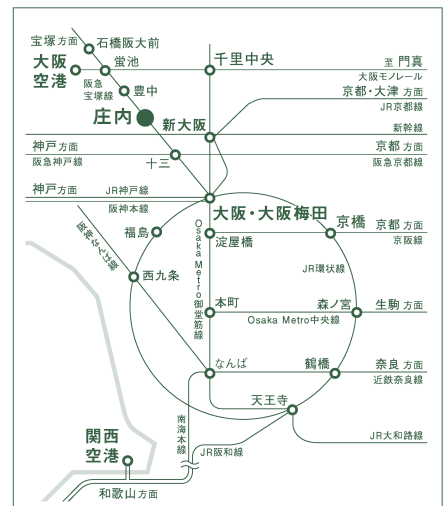 宝塚方面
石橋阪大前
大阪
空港
蛍池
千里中央
至 門真
大阪モノレール
阪急
宝塚線
豊中
京都・大津 方面
JR京都線
庄内
新大阪
新幹線
神戸方面
阪急神戸線
十三
京都 方面
阪急京都線
神戸方面
JR神戸線
阪神本線
大阪・大阪梅田
阪神なんば線
福島
Osaka Metro御堂筋線
淀屋橋
京橋
京都 方面
京阪線
JR環状線
西九条
本町
森ノ宮
生駒 方面
Osaka Metro中央線
なんば
鶴橋
奈良 方面
近鉄奈良線
天王寺
南海本線
JR大和路線
JR阪和線
関西
空港
和歌山方面